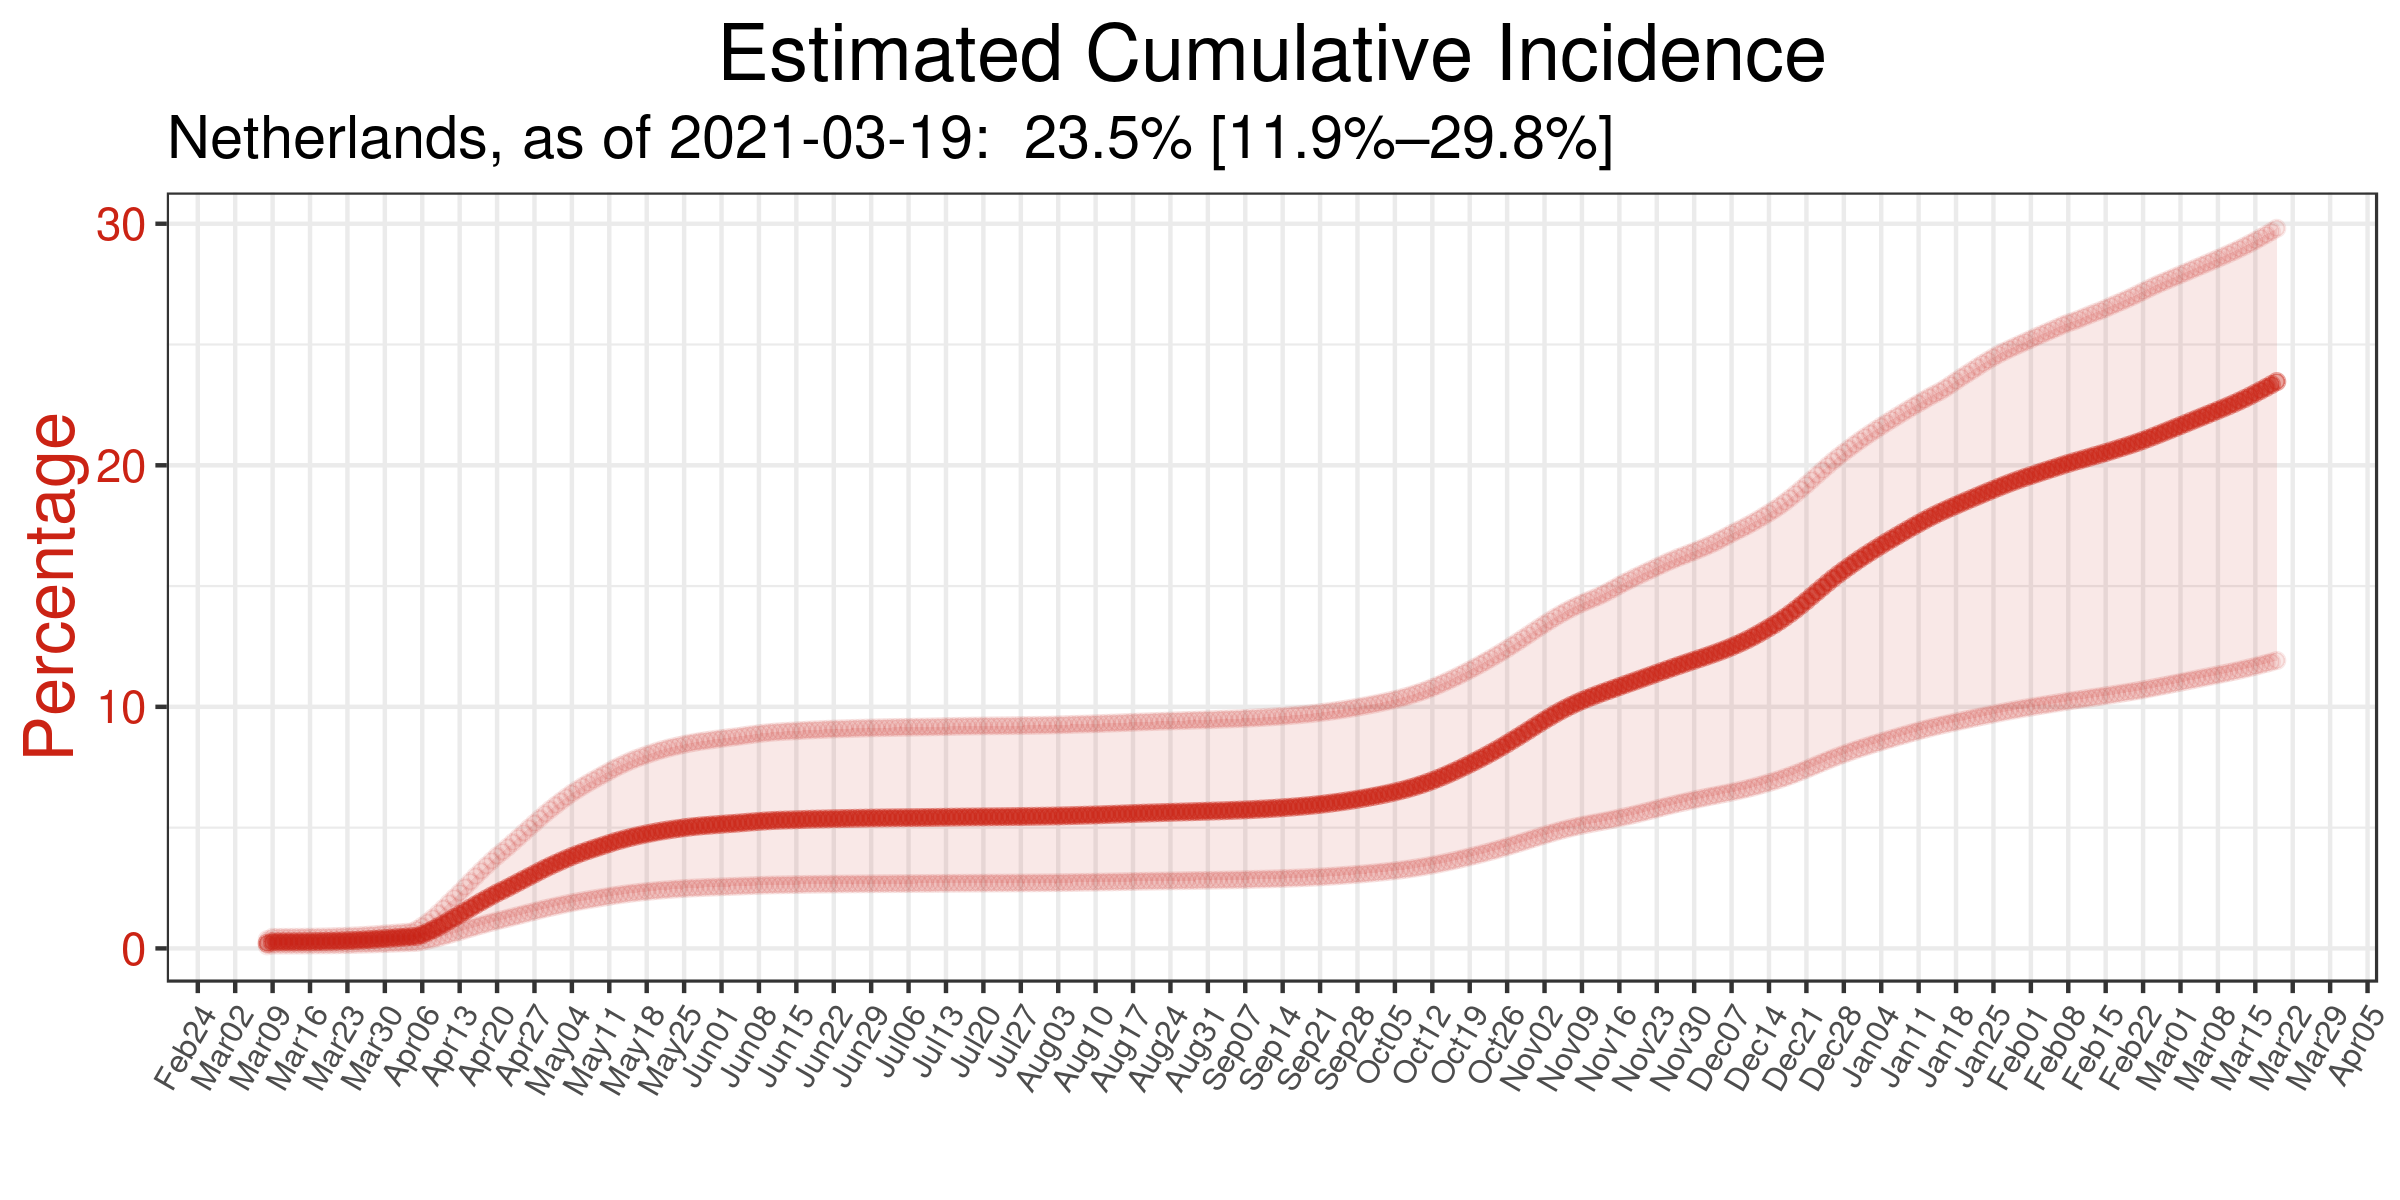 Estimated Cumulative Incidence
Netherlands, as of 2021-03-19:  23.5% [11.9%–29.8%]
Percentage
30
20
10
0
Feb24
Mar02
Mar09
Mar16
Mar23
Mar30
Apr06
Apr13
Apr20
Apr27
May04
May11
May18
May25
Jun01
Jun08
Jun15
Jun22
Jun29
Jul06
Jul13
Jul20
Jul27
Aug03
Aug10
Aug17
Aug24
Aug31
Sep07
Sep14
Sep21
Sep28
Oct05
Oct12
Oct19
Oct26
Nov02
Nov09
Nov16
Nov23
Nov30
Dec07
Dec14
Dec21
Dec28
Jan04
Jan11
Jan18
Jan25
Feb01
Feb08
Feb15
Feb22
Mar01
Mar08
Mar15
Mar22
Mar29
Apr05